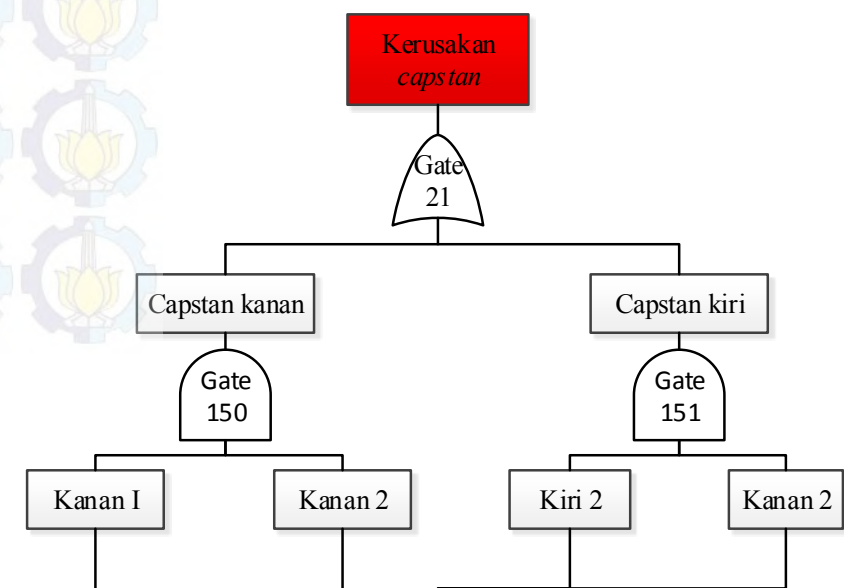 Kerusakan
capstan
Gate
21
Capstan kanan
Capstan kiri
Gate
150
Gate
151
Kanan I
Kanan 2
Kiri 2
Kanan 2